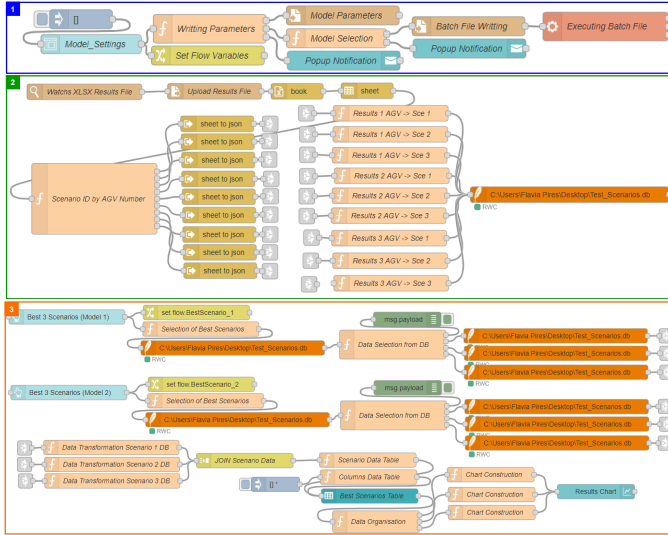 1
[]
Model_Settings
Writting Parameters
Set Flow Variables
Model Parameters
Model Selection
Popup Notification
Batch File Writting
Popup Notification
Executing Batch File
2
Watchs XLSX Results File
Upload Results File
book
sheet
sheet to json
sheet to json
sheet to json
sheet to json
sheet to json
sheet to json
sheet to json
sheet to json
sheet to json
Scenario ID by AGV Number
Results 1 AGV -> Sce 1
Results 1 AGV -> Sce 2
Results 1 AGV -> Sce 3
Results 2 AGV -> Sce 1
Results 2 AGV -> Sce 2
Results 2 AGV -> Sce 3
Results 3 AGV -> Sce 1
Results 3 AGV -> Sce 2
Results 3 AGV -> Sce 3
C:\Users\Flavia Pires\Desktop\Test_Scenarios.db
RWC
3
Best 3 Scenarios (Model 1)
set flow.BestScenario_1
Selection of Best Scenarios
C:\Users\Flavia Pires\Desktop\Test_Scenarios.db
RWC
msg.payload
Data Selection from DB
C:\Users\Flavia Pires\Desktop\Test_Scenarios.db
RWC
C:\Users\Flavia Pires\Desktop\Test_Scenarios.db
RWC
C:\Users\Flavia Pires\Desktop\Test_Scenarios.db
RWC
Best 3 Scenarios (Model 2)
set flow.BestScenario_2
Selection of Best Scenarios
C:\Users\Flavia Pires\Desktop\Test_Scenarios.db
RWC
msg.payload
Data Selection from DB
C:\Users\Flavia Pires\Desktop\Test_Scenarios.db
RWC
C:\Users\Flavia Pires\Desktop\Test_Scenarios.db
RWC
C:\Users\Flavia Pires\Desktop\Test_Scenarios.db
RWC
Data Transformation Scenario 1 DB
Data Transformation Scenario 2 DB
Data Transformation Scenario 3 DB
JOIN Scenario Data
[] ¹
Scenario Data Table
Columns Data Table
Best Scenarios Table
Data Organisation
Chart Construction
Chart Construction
Chart Construction
Results Chart